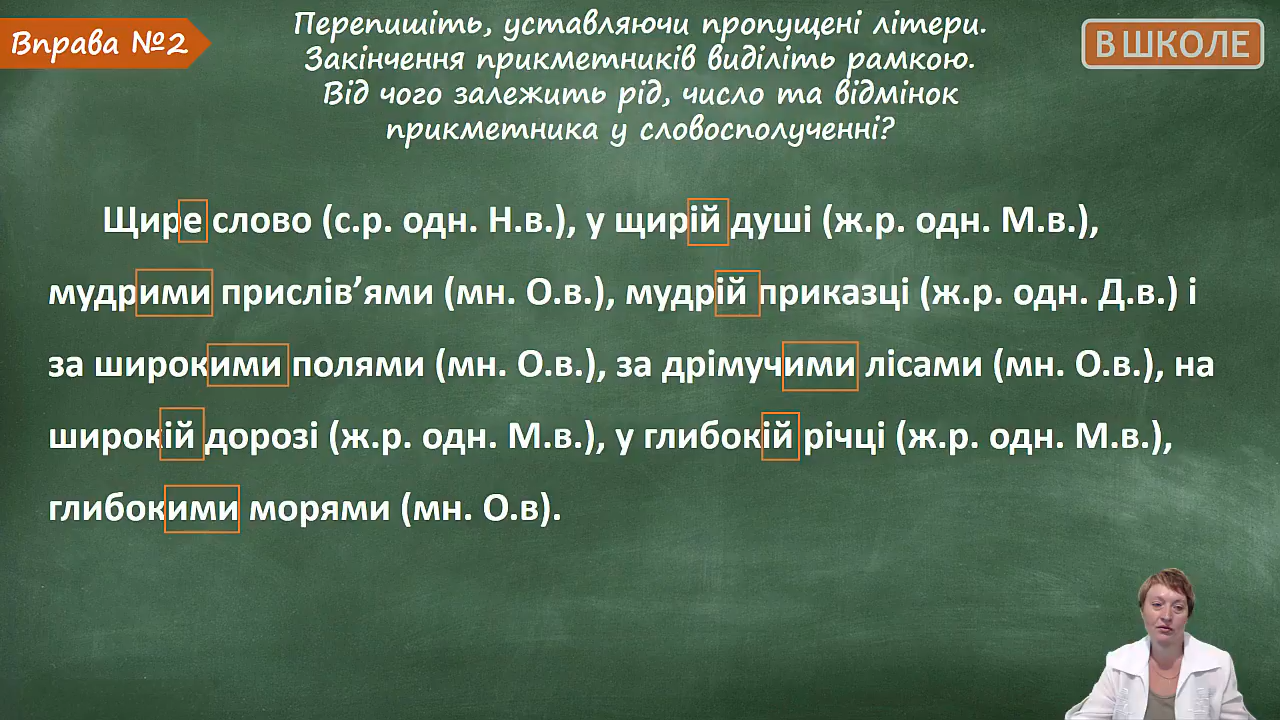 Вправа №2
Перепишіть, уставляючи пропущені літери.
Закінчення прикметників виділіть рамкою.
Від чого залежить рід, число та відмінок
прикметника у словосполученні?
В ШКОЛЕ
Щире слово (с.р. одн. Н.в.), у щирій душі (ж.р. одн. М.в.),
мудрими прислів’ями (мн. О.в.), мудрій приказці (ж.р. одн. Д.в.) і
за широкими полями (мн. О.в.), за дрімучими лісами (мн. О.в.), на
широкій дорозі (ж.р. одн. М.в.), у глибокій річці (ж.р. одн. М.в.),
глибокими морями (мн. О.в).